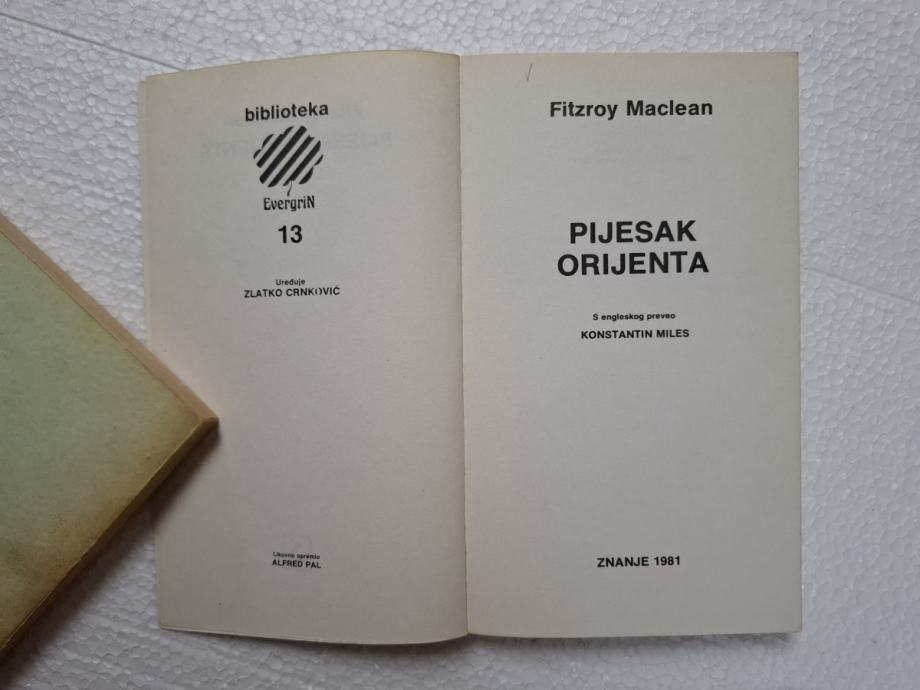 biblioteka
EvergriN
13
Uređuje
ZLATKO CRNKOVIĆ
Likovno opremio
ALFRED PAL
Fitzroy Maclean
PIJESAK
ORIJENTA
S engleskog preveo
KONSTANTIN MILES
ZNANJE 1981